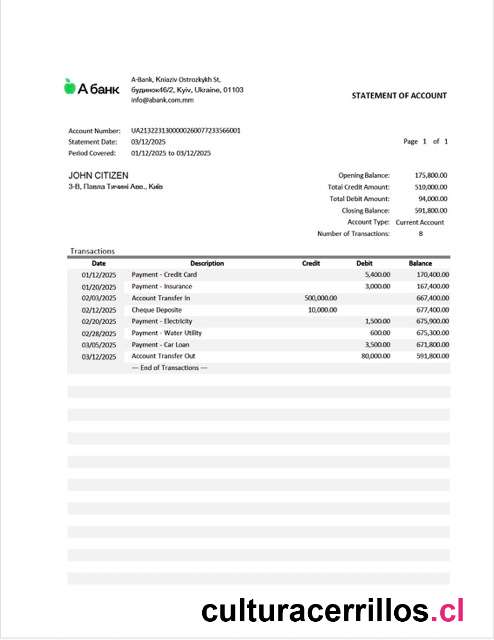 А банк
A-Bank, Kniaziv Ostrozkykh St,
будинок46/2, Kyiv, Ukraine, 01103
info@abank.com.mm
STATEMENT OF ACCOUNT
Account Number: UA213223130000026007723356​6001
Statement Date: 03/12/2025
Page 1 of 1
Period Covered: 01/12/2025 to 03/12/2025
JOHN CITIZEN
3-В, Павла Тичині Аве., Київ
Opening Balance: 175,800.00
Total Credit Amount: 510,000.00
Total Debit Amount: 94,000.00
Closing Balance: 591,800.00
Account Type: Current Account
Number of Transactions: 8
Transactions
Date Description Credit Debit Balance
01/12/2025 Payment - Credit Card 5,400.00 170,400.00
01/20/2025 Payment - Insurance 3,000.00 167,400.00
02/03/2025 Account Transfer In 500,000.00 667,400.00
02/12/2025 Cheque Deposite 10,000.00 677,400.00
02/20/2025 Payment - Electricity 1,500.00 675,900.00
02/28/2025 Payment - Water Utility 600.00 675,300.00
03/05/2025 Payment - Car Loan 3,500.00 671,800.00
03/12/2025 Account Transfer Out 80,000.00 591,800.00
--- End of Transactions ---
culturacerrillos.cl